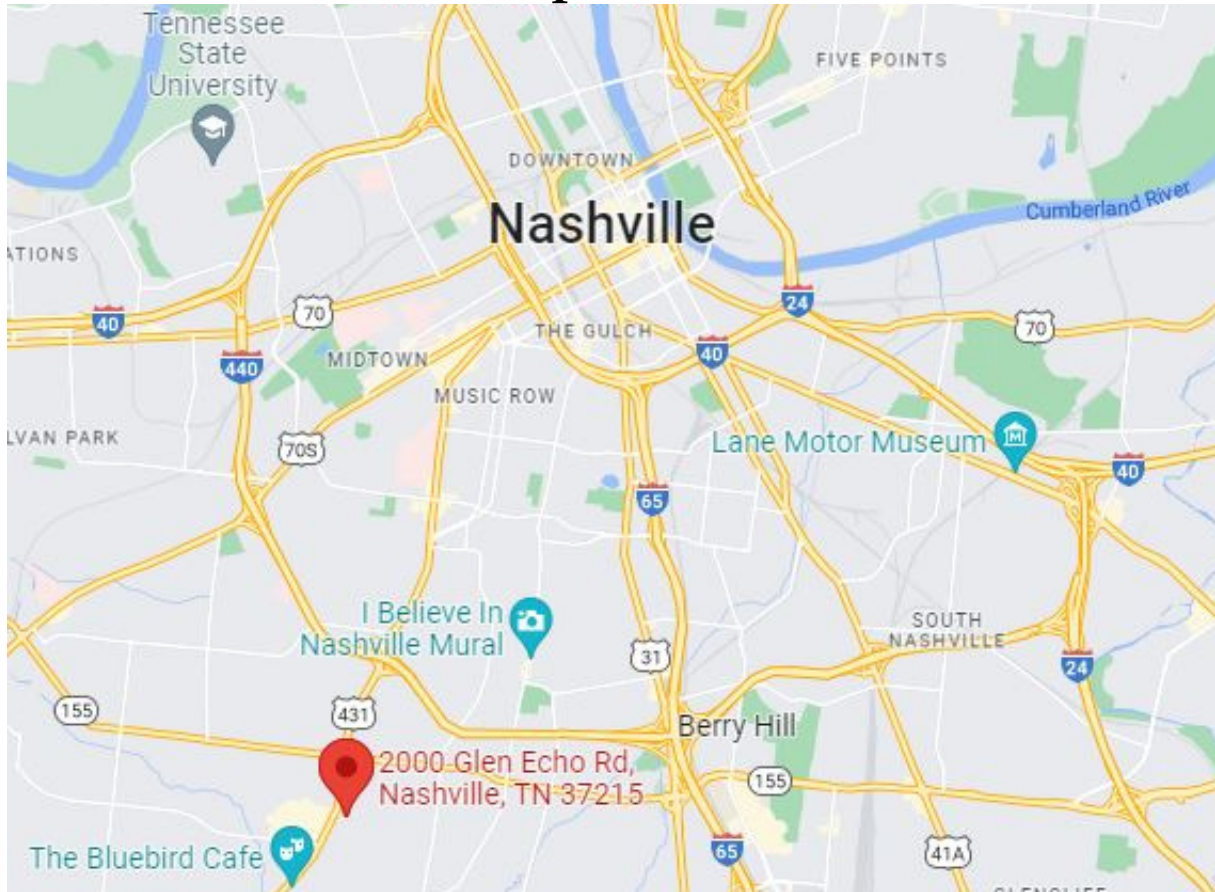 Tennessee
State
University
FIVE POINTS
DOWNTOWN
Nashville
Cumberland River
ATIONS
70
40
24
THE GULCH
70
440
MIDTOWN
40
MUSIC ROW
LVAN PARK
70S
Lane Motor Museum
40
65
I Believe In
Nashville Mural
SOUTH
NASHVILLE
31
24
155
431
Berry Hill
2000 Glen Echo Rd,
Nashville, TN 37215
155
The Bluebird Cafe
65
41A